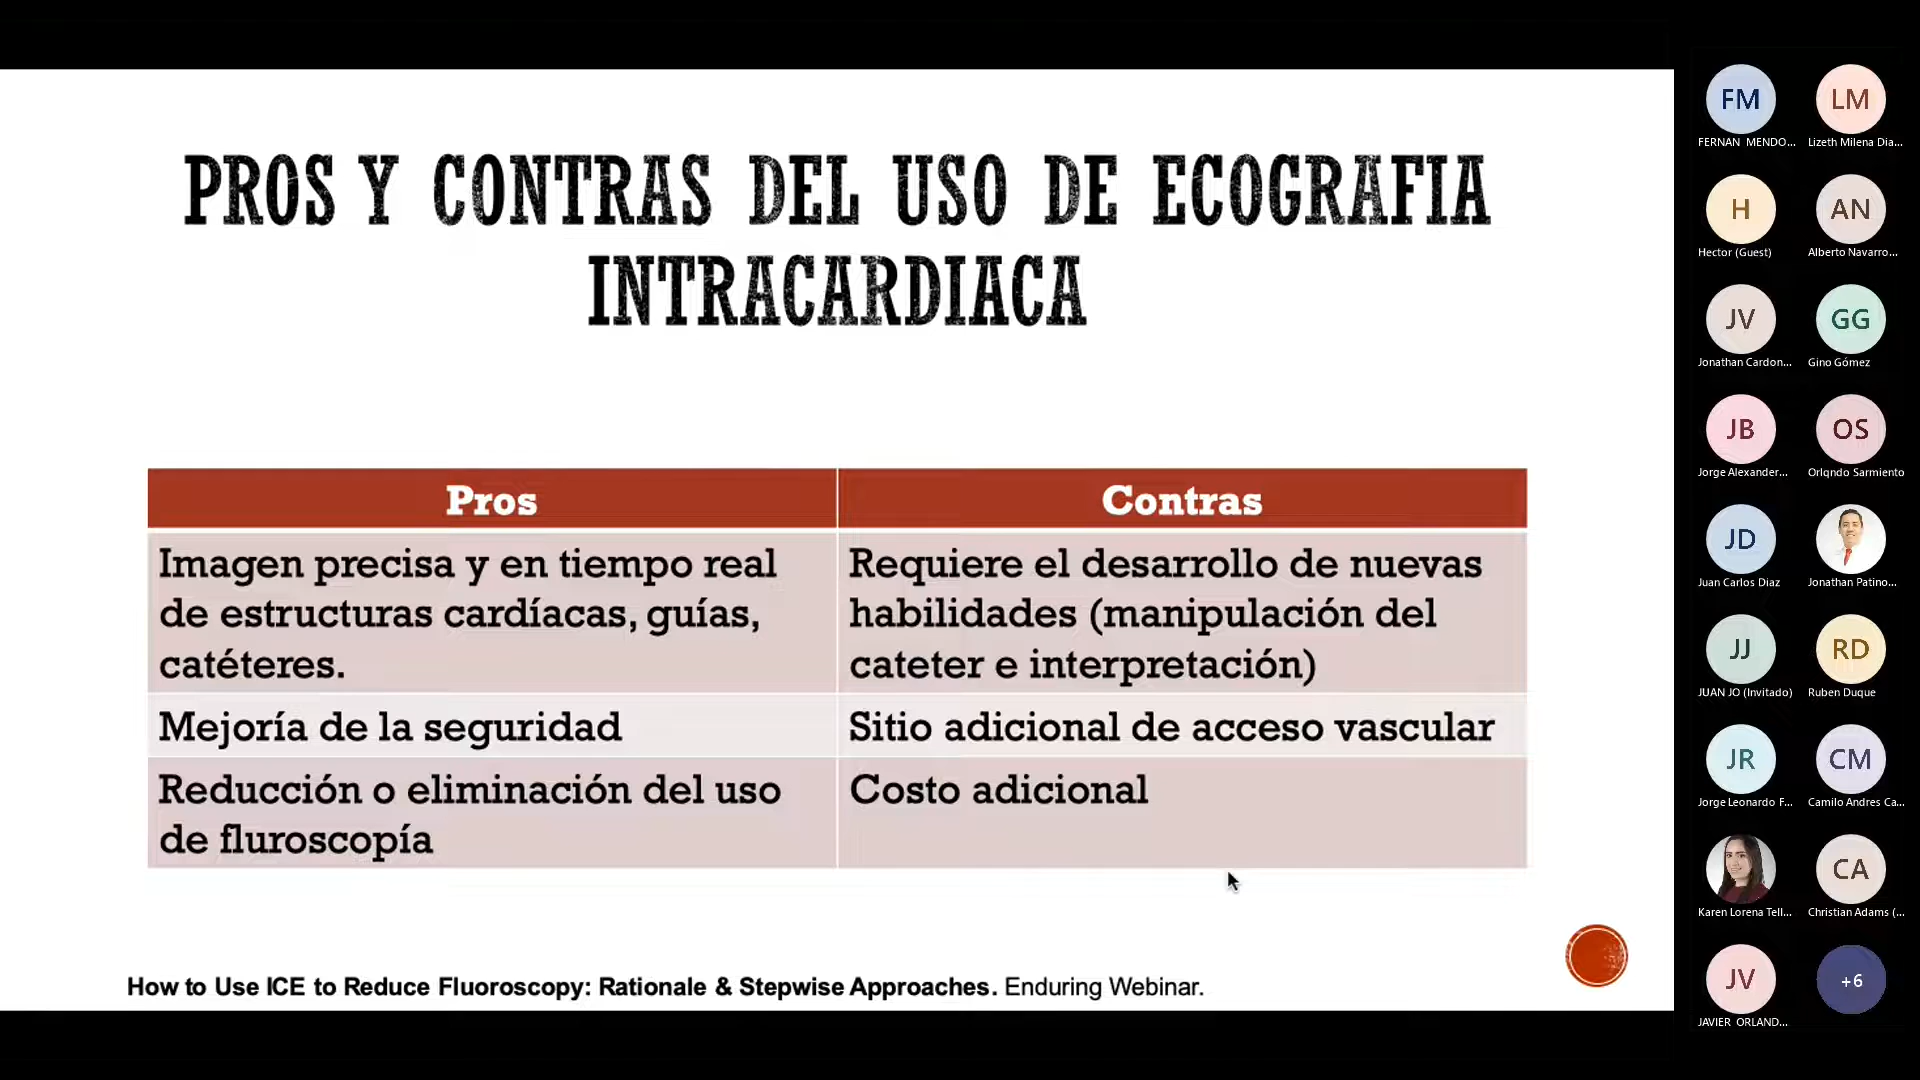 PROS Y CONTRAS DEL USO DE ECOGRAFIA
INTRACARDIACA
Pros
Contras
Imagen precisa y en tiempo real
de estructuras cardíacas, guías,
catéteres.
Requiere el desarrollo de nuevas
habilidades (manipulación del
cateter e interpretación)
Mejoría de la seguridad
Sitio adicional de acceso vascular
Reducción o eliminación del uso
de fluroscopía
Costo adicional
How to Use ICE to Reduce Fluoroscopy: Rationale & Stepwise Approaches. Enduring Webinar.
FM
LM
FERNAN MENDO...
Lizeth Milena Dia...
H
AN
Hector (Guest)
Alberto Navarro...
JV
GG
Jonathan Cardon...
Gino Gómez
JB
OS
Jorge Alexander...
Orlqndo Sarmiento
JD
Juan Carlos Diaz
Jonathan Patino...
JJ
RD
JUAN JO (Invitado)
Ruben Duque
JR
CM
Jorge Leonardo F...
Camilo Andres Ca...
CA
Karen Lorena Tell...
Christian Adams (...
JV
+6
JAVIER ORLAND...